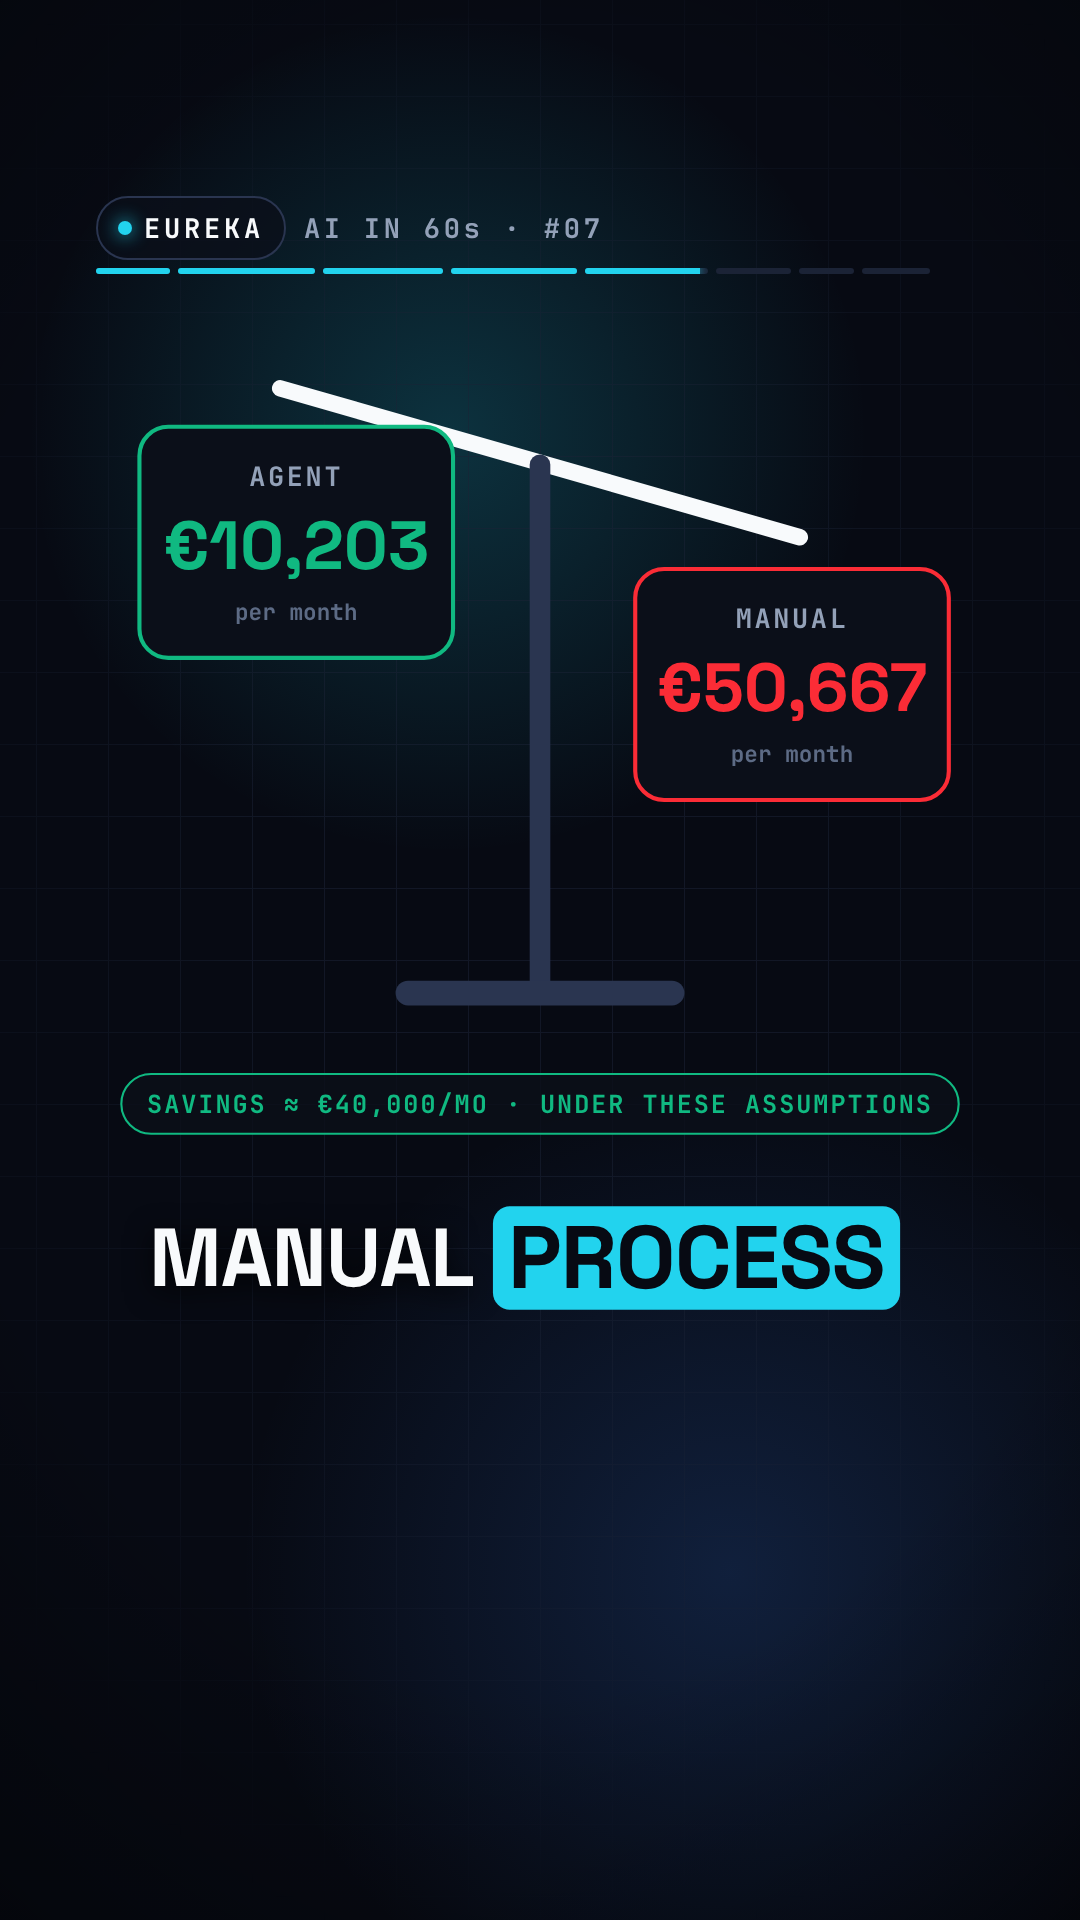 EUREKA AI IN 60s · #07
AGENT
€10,203
per month
MANUAL
€50,667
per month
SAVINGS ≈ €40,000/MO · UNDER THESE ASSUMPTIONS
MANUAL PROCESS